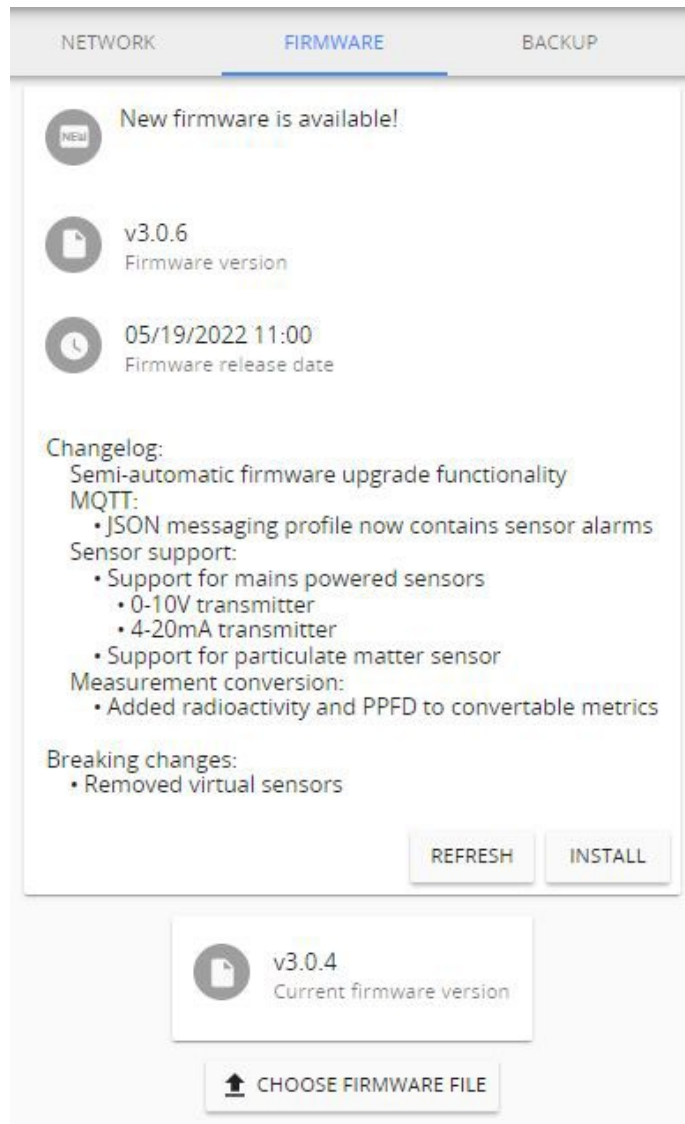 NETWORK FIRMWARE BACKUP
NEW
New firmware is available!
v3.0.6
Firmware version
05/19/2022 11:00
Firmware release date
Changelog:
Semi-automatic firmware upgrade functionality
MQTT:
• JSON messaging profile now contains sensor alarms
Sensor support:
• Support for mains powered sensors
• 0-10V transmitter
• 4-20mA transmitter
• Support for particulate matter sensor
Measurement conversion:
• Added radioactivity and PPFD to convertable metrics
Breaking changes:
• Removed virtual sensors
REFRESH INSTALL
v3.0.4
Current firmware version
CHOOSE FIRMWARE FILE